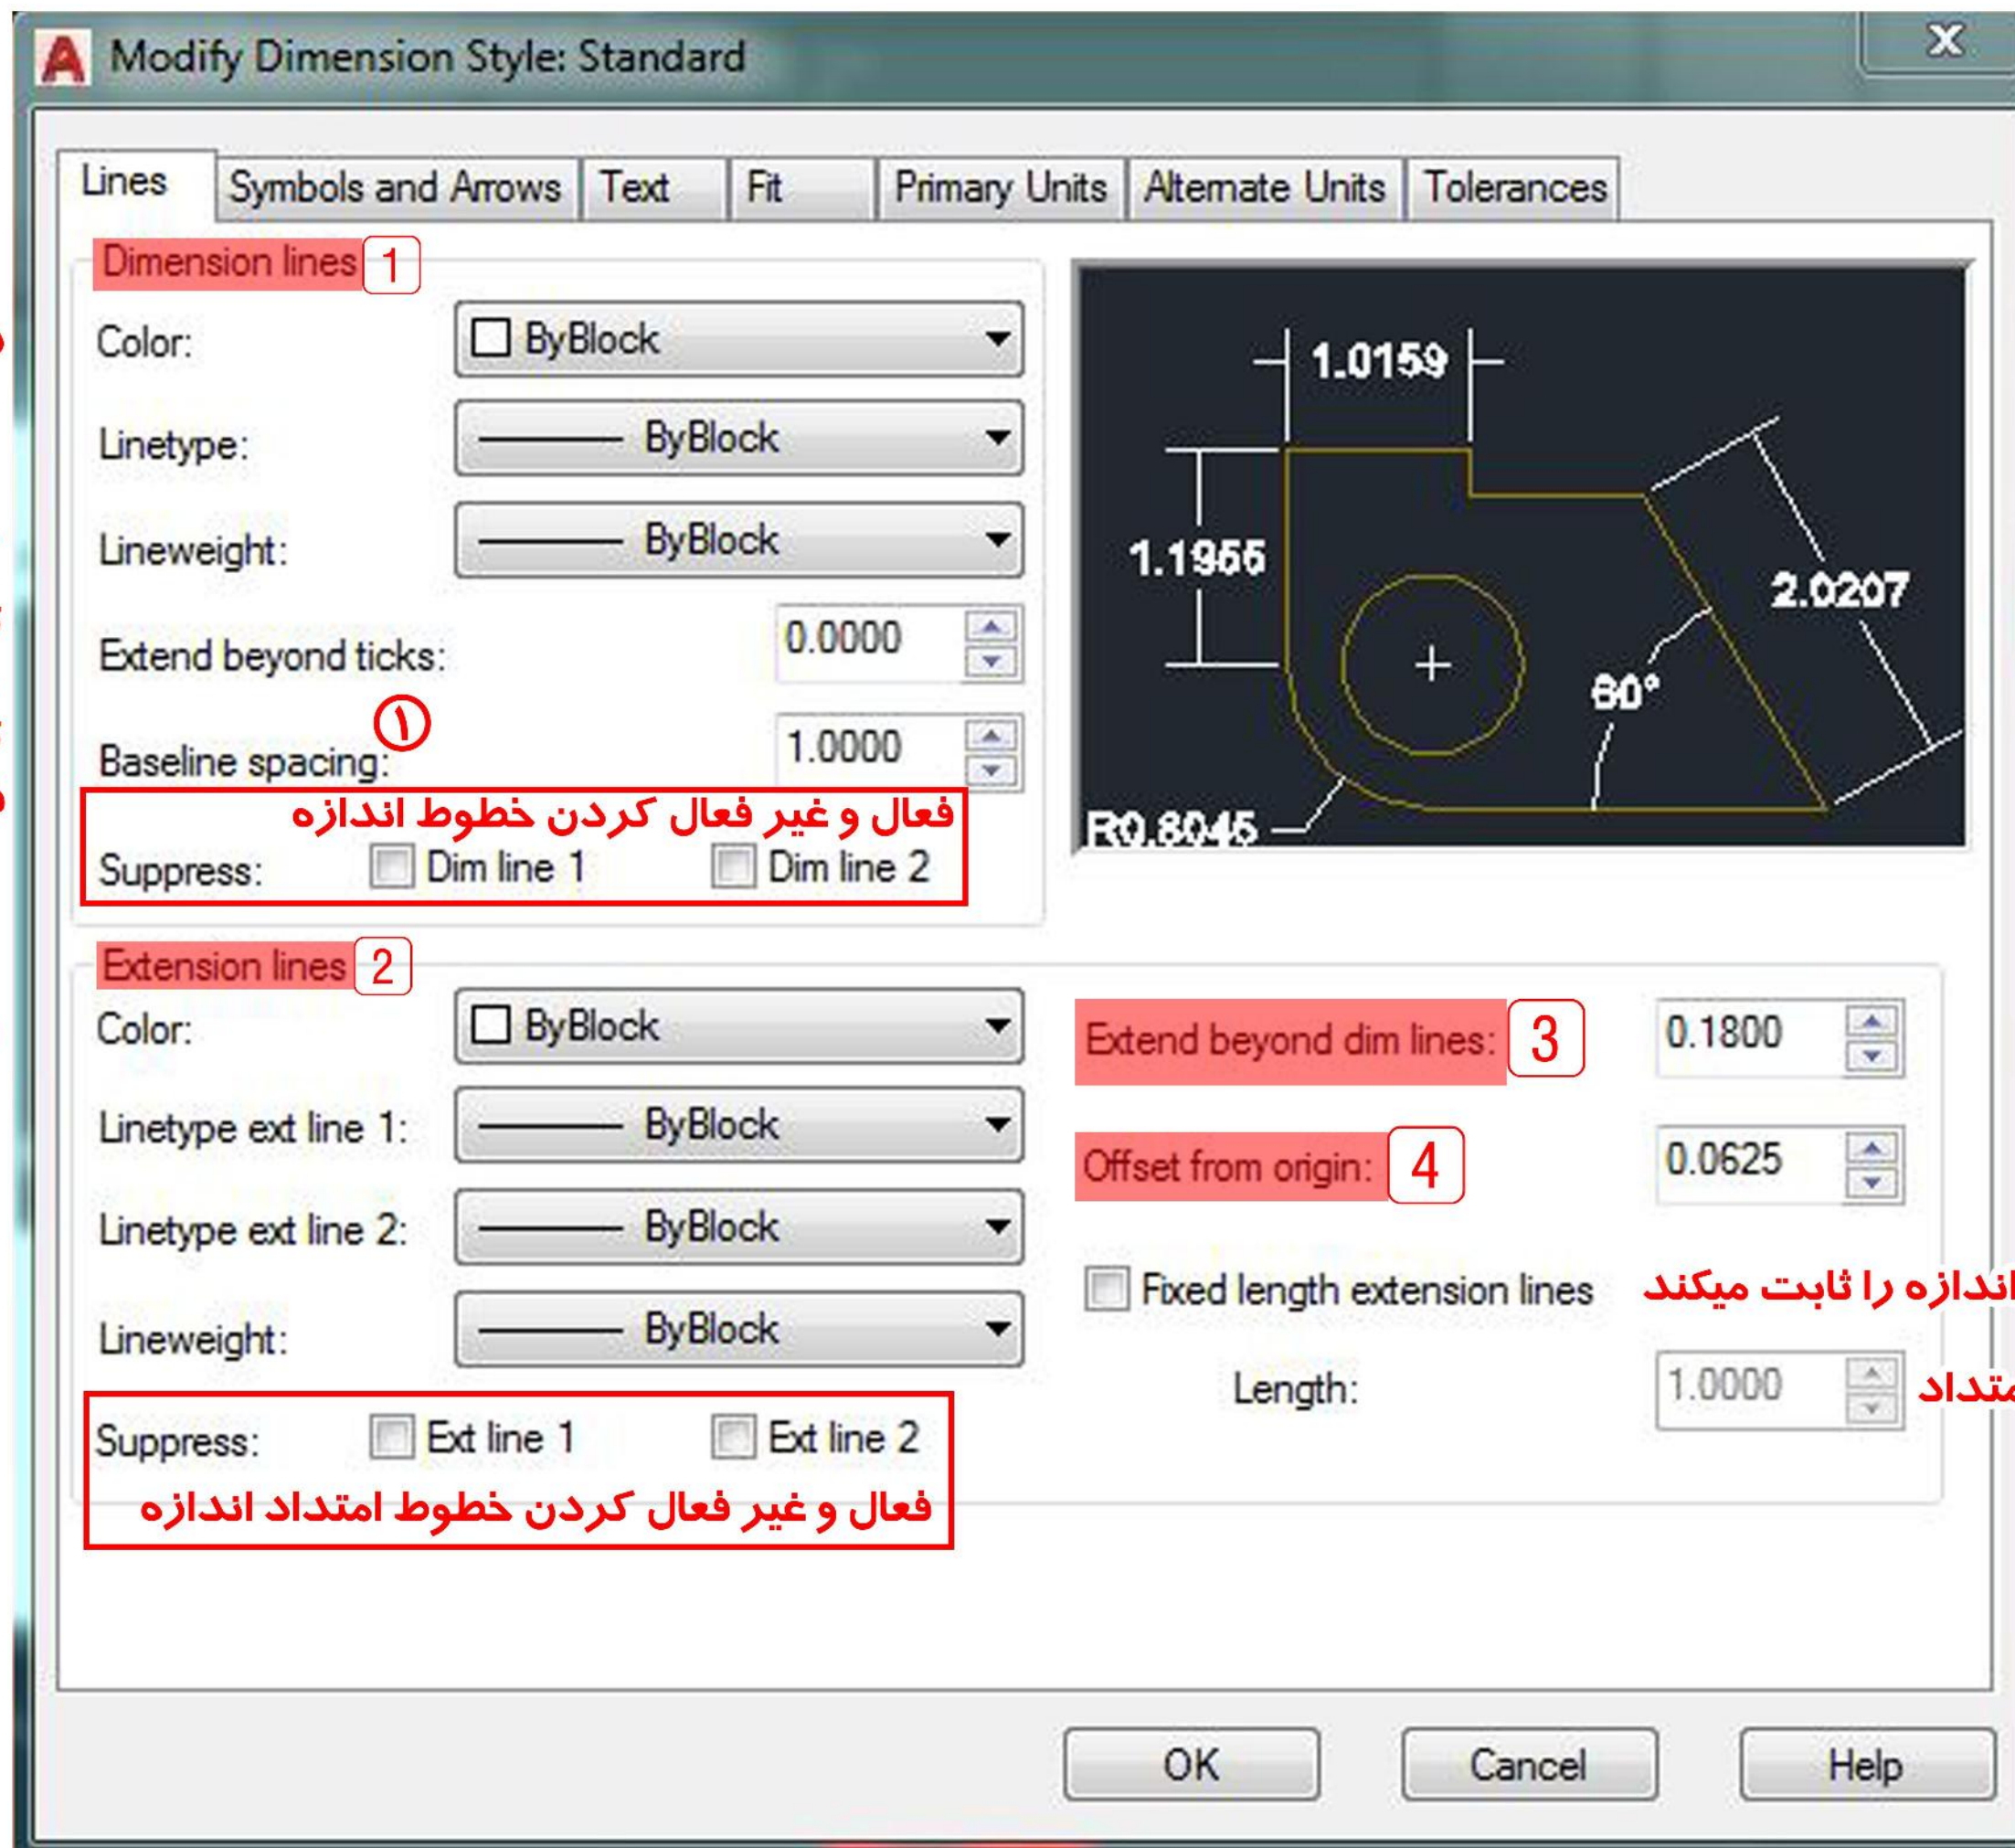 Modify Dimension Style: Standard
Lines
Symbols and Arrows
Text
Fit
Primary Units
Alternate Units
Tolerances
Dimension lines 1
Color:
ByBlock
Linetype:
ByBlock
Lineweight:
ByBlock
Extend beyond ticks:
0.0000
۱
Baseline spacing:
1.0000
فعال و غیر فعال کردن خطوط اندازه
Suppress:
Dim line 1
Dim line 2
1.0159
1.1955
2.0207
60°
R0.8045
Extension lines 2
Color:
ByBlock
Linetype ext line 1:
ByBlock
Linetype ext line 2:
ByBlock
Lineweight:
ByBlock
Suppress:
Ext line 1
Ext line 2
فعال و غیر فعال کردن خطوط امتداد اندازه
Extend beyond dim lines: 3
0.1800
Offset from origin: 4
0.0625
Fixed length extension lines
اندازه را ثابت میکند
Length:
1.0000
OK
Cancel
Help